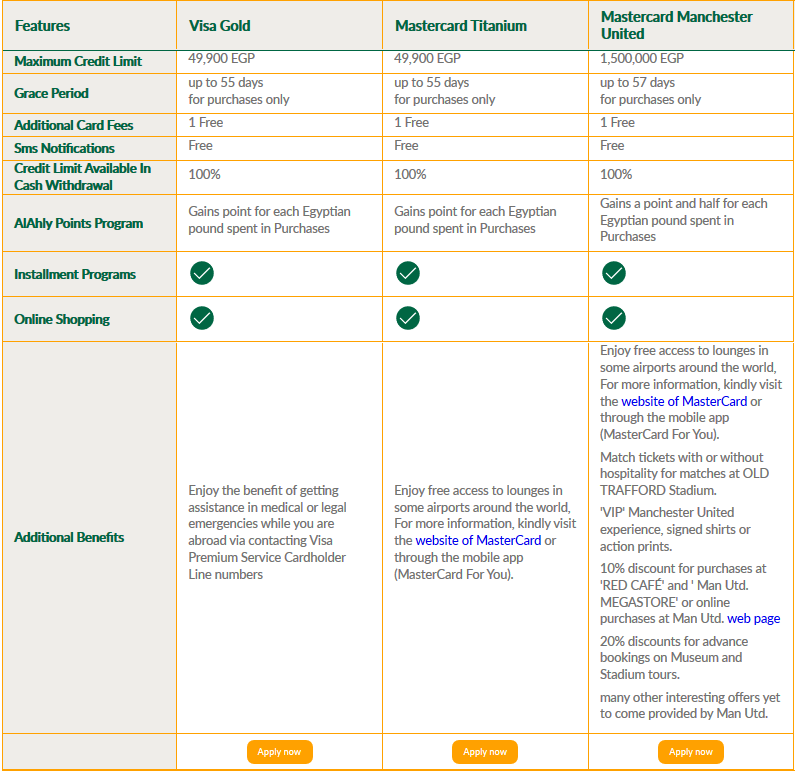 Features
Visa Gold
Mastercard Titanium
Mastercard Manchester
United
Maximum Credit Limit
49,900 EGP
49,900 EGP
1,500,000 EGP
Grace Period
up to 55 days
for purchases only
up to 55 days
for purchases only
up to 57 days
for purchases only
Additional Card Fees
1 Free
1 Free
1 Free
Sms Notifications
Free
Free
Free
Credit Limit Available In
Cash Withdrawal
100%
100%
100%
AlAhly Points Program
Gains point for each Egyptian
pound spent in Purchases
Gains point for each Egyptian
pound spent in Purchases
Gains a point and half for each
Egyptian pound spent in
Purchases
Installment Programs
Online Shopping
Additional Benefits
Enjoy the benefit of getting
assistance in medical or legal
emergencies while you are
abroad via contacting Visa
Premium Service Cardholder
Line numbers
Enjoy free access to lounges in
some airports around the world,
For more information, kindly visit
the website of MasterCard or
through the mobile app
(MasterCard For You).
Enjoy free access to lounges in
some airports around the world,
For more information, kindly visit
the website of MasterCard or
through the mobile app
(MasterCard For You).
Match tickets with or without
hospitality for matches at OLD
TRAFFORD Stadium.
'VIP' Manchester United
experience, signed shirts or
action prints.
10% discount for purchases at
'RED CAFÉ' and ' Man Utd.
MEGASTORE' or online
purchases at Man Utd. web page
20% discounts for advance
bookings on Museum and
Stadium tours.
many other interesting offers yet
to come provided by Man Utd.
Apply now
Apply now
Apply now